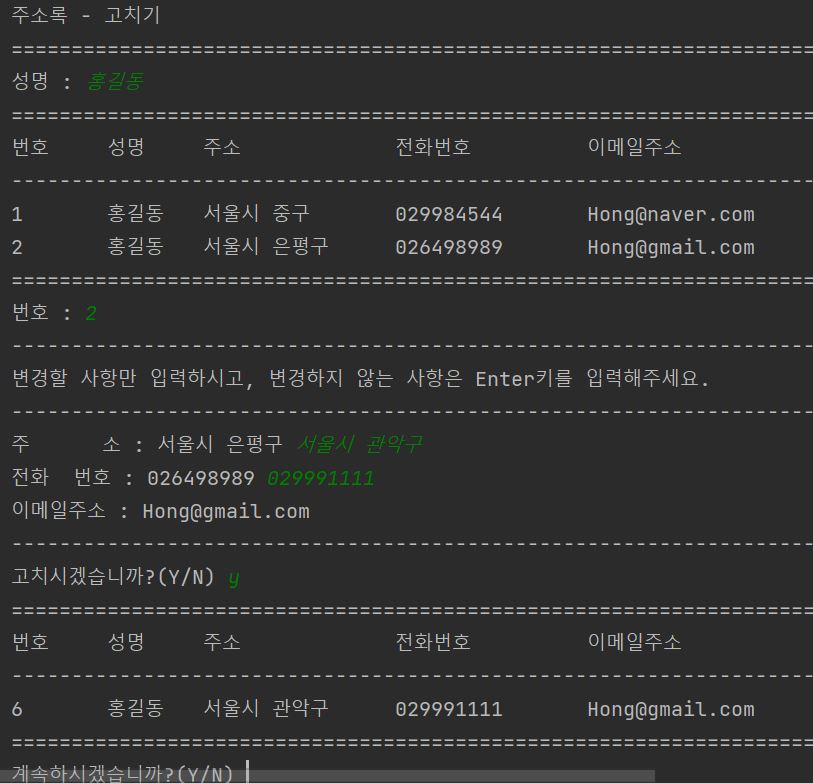 주소록 - 고치기
====================================================================
성명 : 홍길동
====================================================================
번호 성명 주소 전화번호 이메일주소
--------------------------------------------------------------------
1 홍길동 서울시 중구 029984544 Hong@naver.com
2 홍길동 서울시 은평구 026498989 Hong@gmail.com
====================================================================
번호 : 2
--------------------------------------------------------------------
변경할 사항만 입력하시고, 변경하지 않는 사항은 Enter키를 입력해주세요.
--------------------------------------------------------------------
주 소 : 서울시 은평구 서울시 관악구
전화 번호 : 026498989 029991111
이메일주소 : Hong@gmail.com
--------------------------------------------------------------------
고치시겠습니까?(Y/N) y
====================================================================
번호 성명 주소 전화번호 이메일주소
--------------------------------------------------------------------
6 홍길동 서울시 관악구 029991111 Hong@gmail.com
====================================================================
계속하시겠습니까?(Y/N)